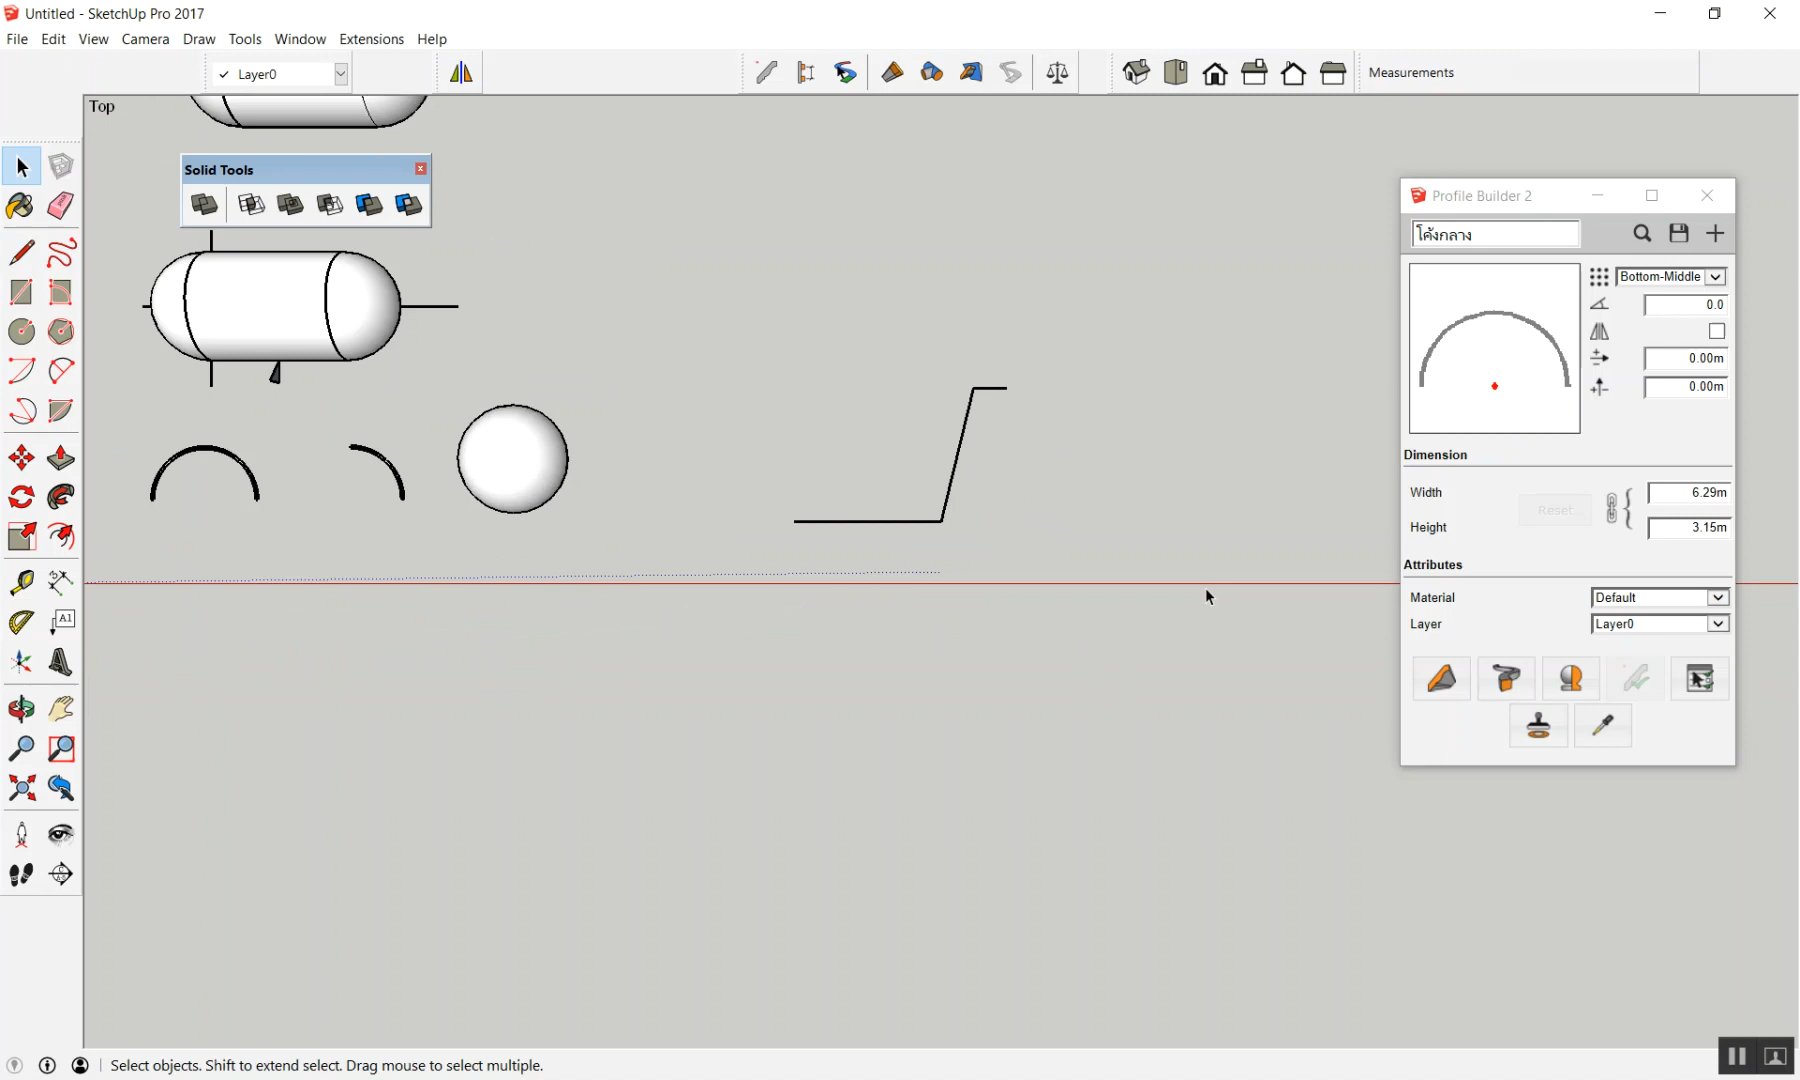 Untitled - SketchUp Pro 2017
File Edit View Camera Draw Tools Window Extensions Help
Layer0
Measurements
Top
Solid Tools
Profile Builder 2
โค้งกลาง
Bottom-Middle
0.0
0.00m
0.00m
Dimension
Width 6.29m
Reset
Height 3.15m
Attributes
Material Default
Layer Layer0
A1
Select objects. Shift to extend select. Drag mouse to select multiple.